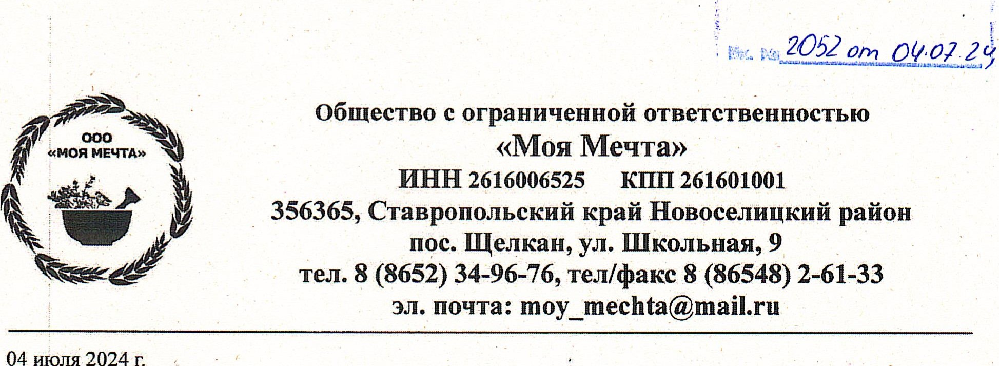 2052 от 04.07.24
ООО
«МОЯ МЕЧТА»
Общество с ограниченной ответственностью
«Моя Мечта»
ИНН 2616006525 КПП 261601001
356365, Ставропольский край Новоселицкий район
пос. Щелкан, ул. Школьная, 9
тел. 8 (8652) 34-96-76, тел/факс 8 (86548) 2-61-33
эл. почта: moy_mechta@mail.ru
04 июля 2024 г.